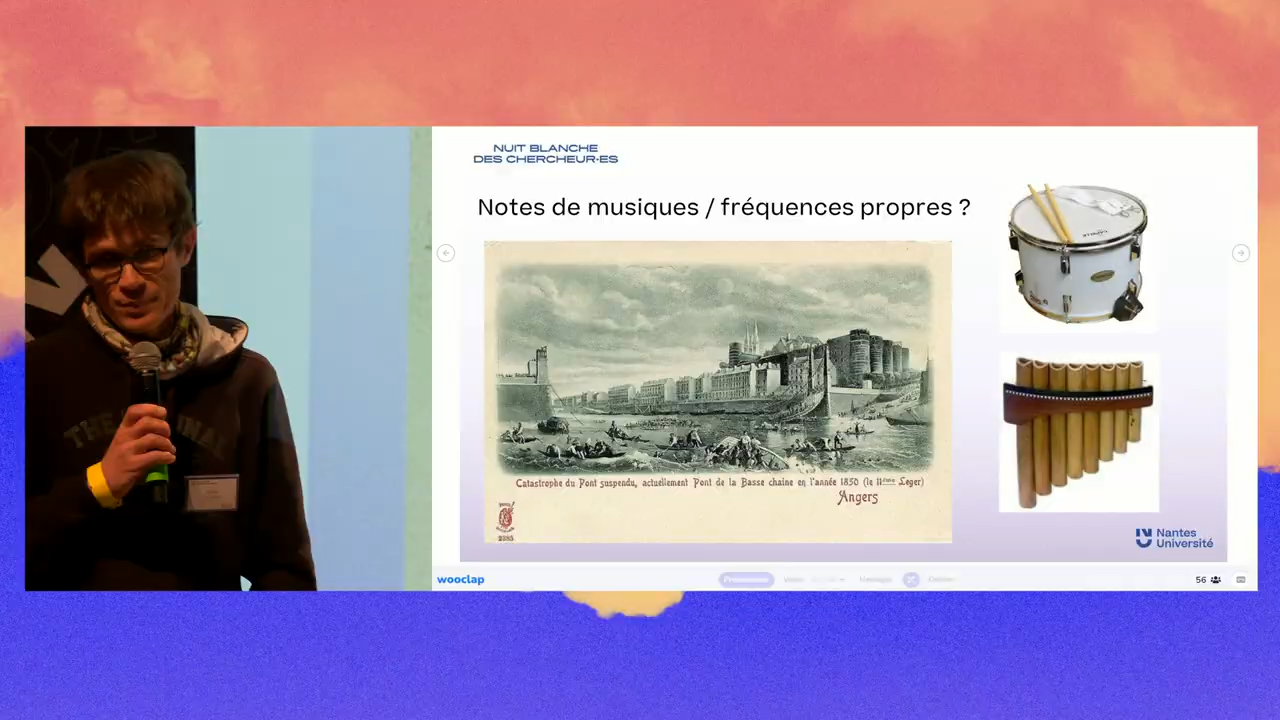 NUIT BLANCHE
DES CHERCHEUR·ES
Notes de musiques / fréquences propres ?
Catastrophe du Pont suspendu, actuellement Pont de la Basse chaine en l'année 1850 (le 11ème Leger)
Angers
2385
Nantes
Université
wooclap
56